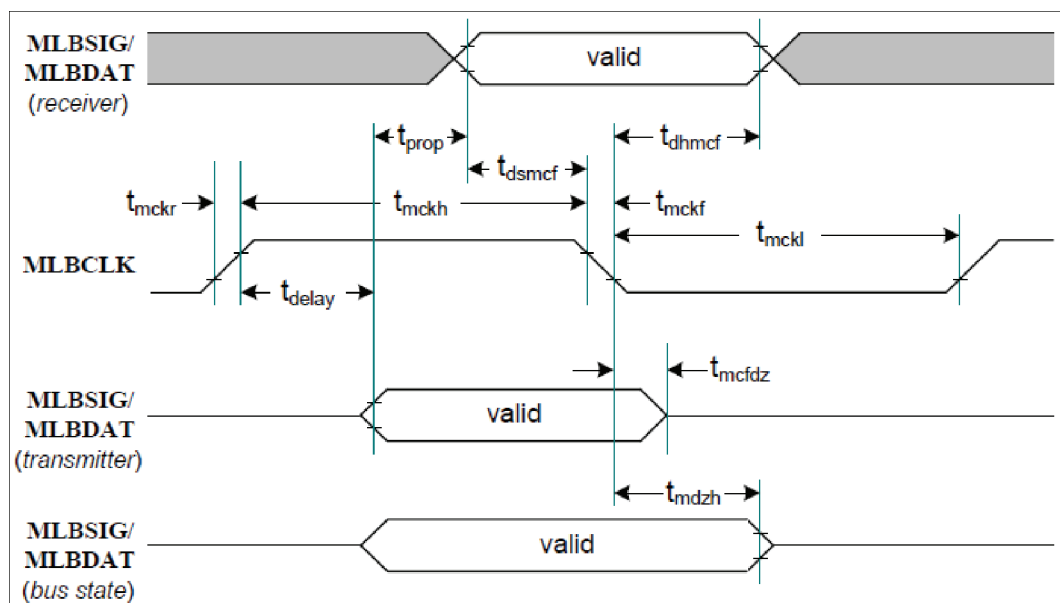 MLBSIG/
MLBDAT
(receiver)
valid
tprop
tdhmcf
tdsmcf
tmckr
tmckh
tmckf
tmckl
MLBCLK
tdelay
tmcfdz
MLBSIG/
MLBDAT
(transmitter)
valid
tmdzh
MLBSIG/
MLBDAT
(bus state)
valid